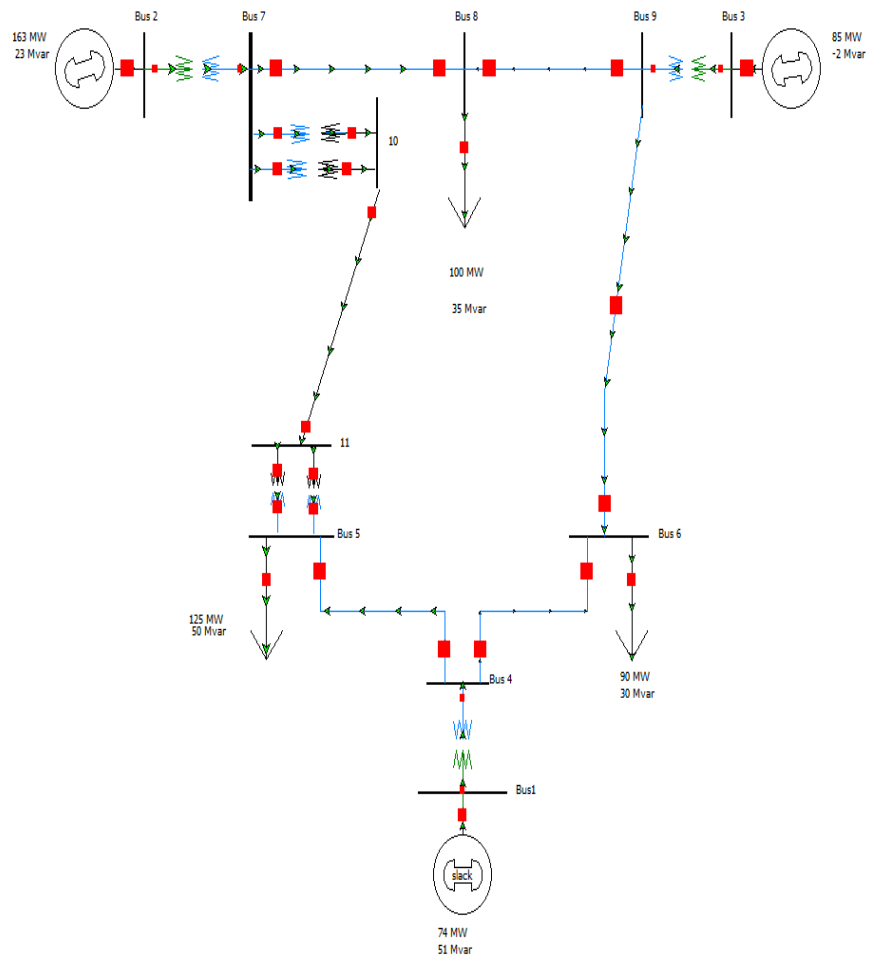 Bus 2
Bus 7
Bus 8
Bus 9
Bus 3
163 MW
23 Mvar
85 MW
-2 Mvar
10
100 MW
35 Mvar
11
Bus 5
Bus 6
125 MW
50 Mvar
90 MW
30 Mvar
Bus 4
Bus1
slack
74 MW
51 Mvar